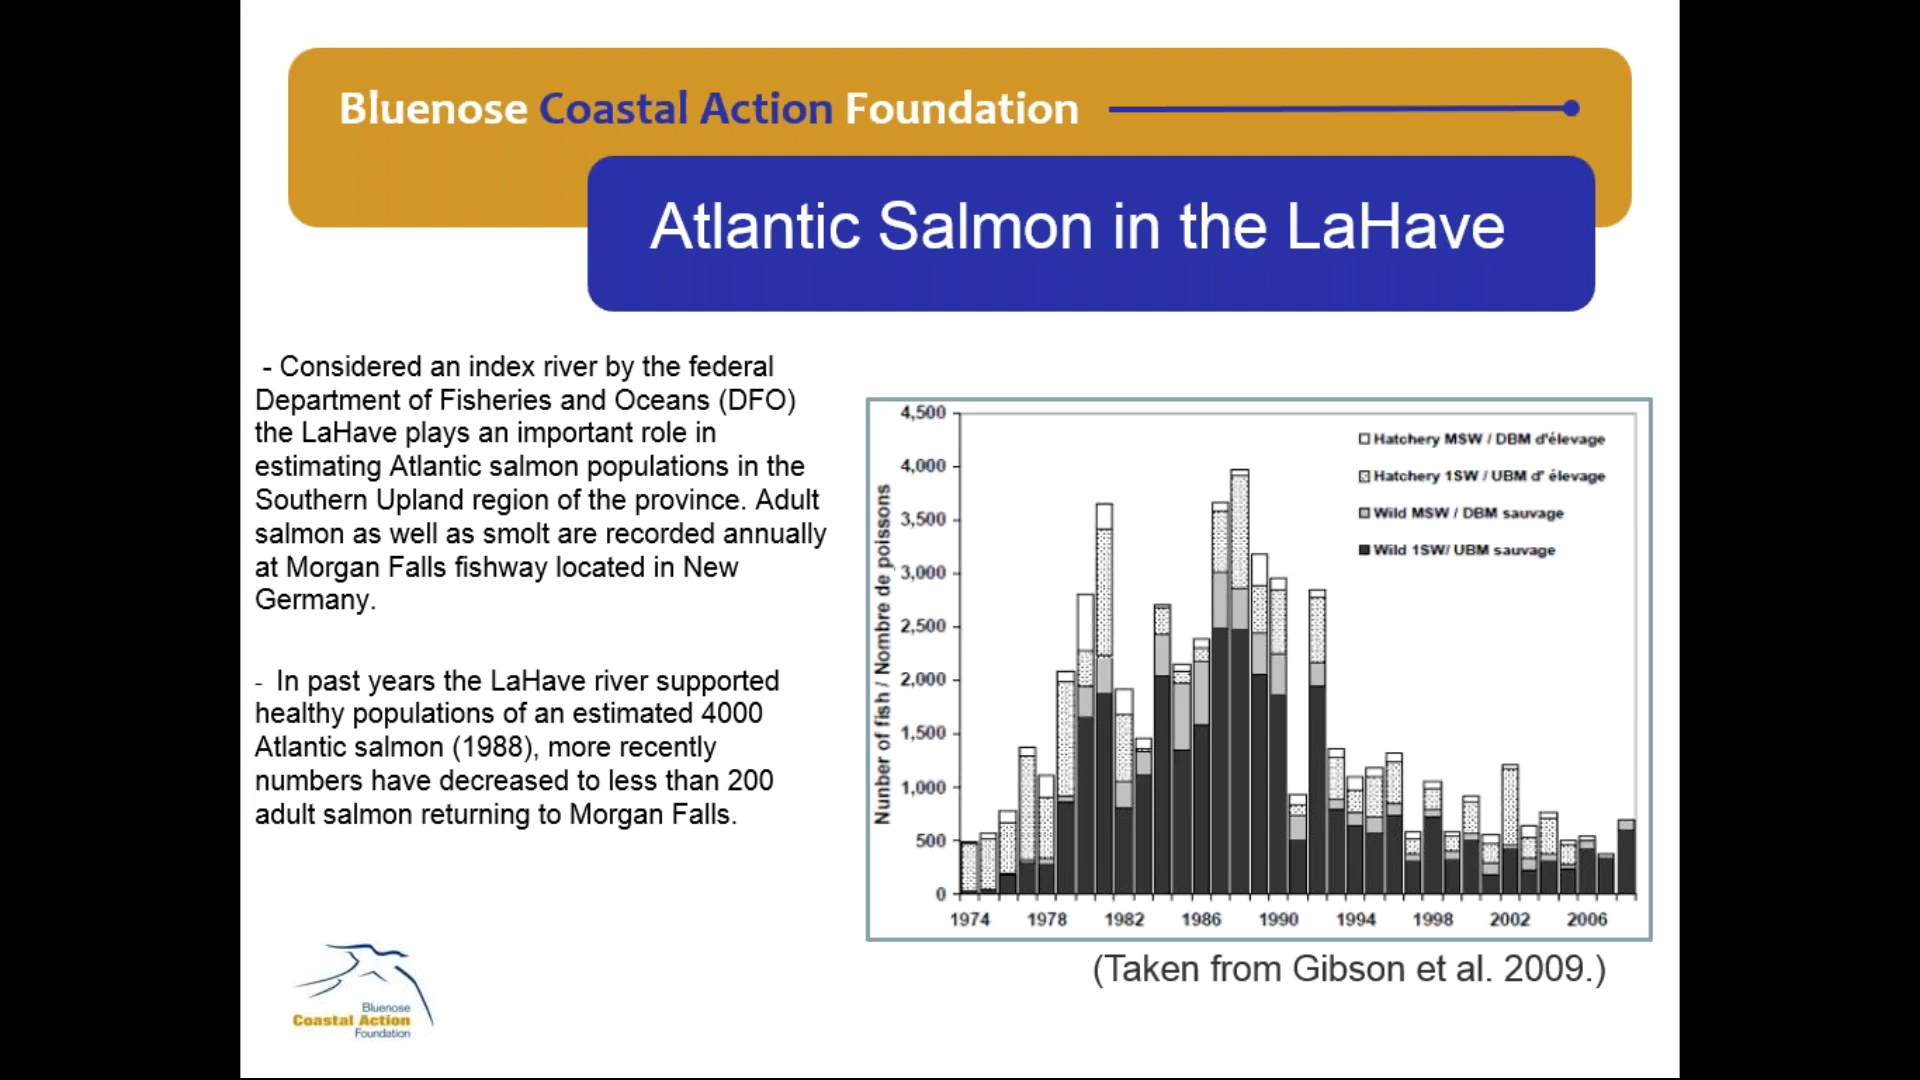 Bluenose Coastal Action Foundation
Atlantic Salmon in the LaHave
- Considered an index river by the federal
Department of Fisheries and Oceans (DFO)
the LaHave plays an important role in
estimating Atlantic salmon populations in the
Southern Upland region of the province. Adult
salmon as well as smolt are recorded annually
at Morgan Falls fishway located in New
Germany.
- In past years the LaHave river supported
healthy populations of an estimated 4000
Atlantic salmon (1988), more recently
numbers have decreased to less than 200
adult salmon returning to Morgan Falls.
Nunber of fish / Nombre de poissons
4,500
4,000
3,500
3,000
2,500
2,000
1,500
1,000
500
0
Hatchery MSW / DBM d'élevage
Hatchery 1SW / UBM d' élevage
Wild MSW / DBM sauvage
Wild 1SW/ UBM sauvage
1974 1978 1982 1986 1990 1994 1998 2002 2006
(Taken from Gibson et al. 2009.)
Bluenose
Coastal Action
Foundation